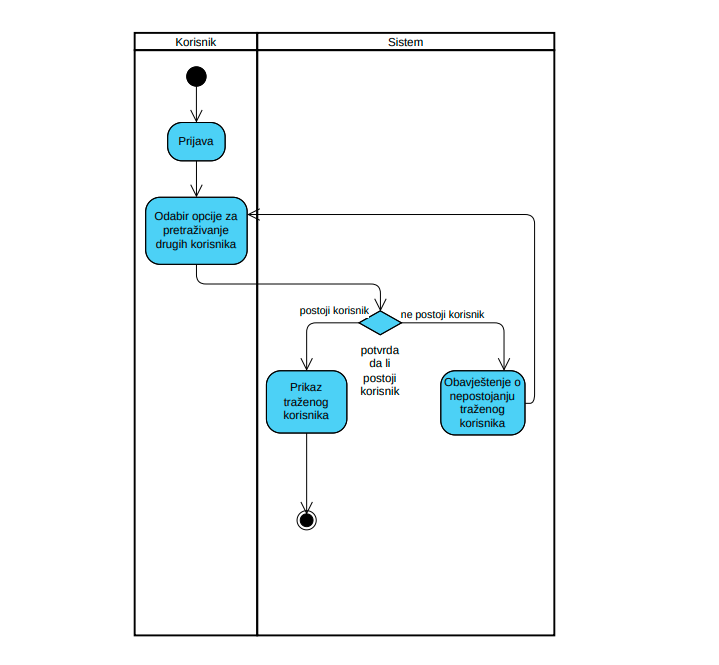 Korisnik
Sistem
Prijava
Odabir opcije za
pretraživanje
drugih korisnika
postoji korisnik
ne postoji korisnik
potvrda
da li
postoji
korisnik
Prikaz
traženog
korisnika
Obavještenje o
nepostojanju
traženog
korisnika